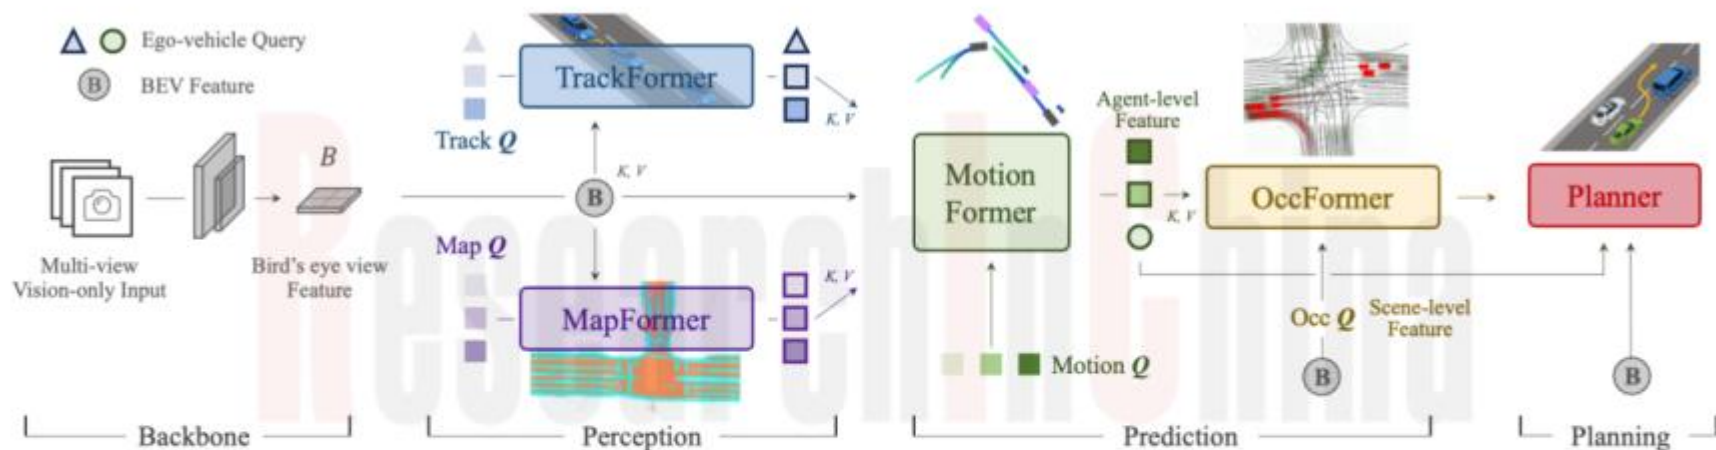 Ego-vehicle Query
B
BEV Feature
Multi-view
Vision-only Input
B
Bird's eye view
Feature
Backbone
TrackFormer
Track Q
K, V
K, V
B
Map Q
K, V
MapFormer
Perception
Motion
Former
Agent-level
Feature
K, V
OccFormer
Motion Q
Occ Q
Scene-level
Feature
B
Prediction
Planner
B
Planning
ResearchInChina